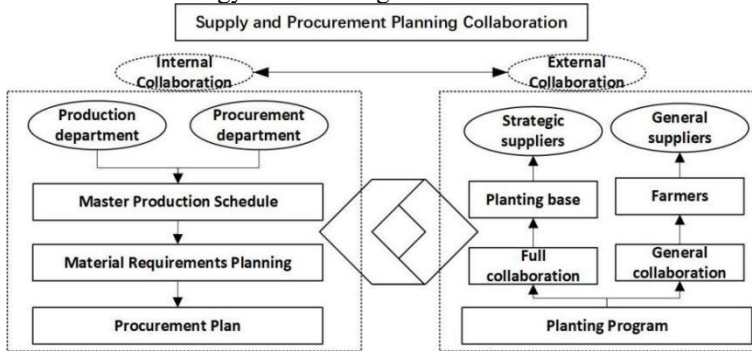 Supply and Procurement Planning Collaboration
Internal
Collaboration
External
Collaboration
Production
department
Procurement
department
Master Production Schedule
Material Requirements Planning
Procurement Plan
Strategic
suppliers
General
suppliers
Planting base
Farmers
Full
collaboration
General
collaboration
Planting Program